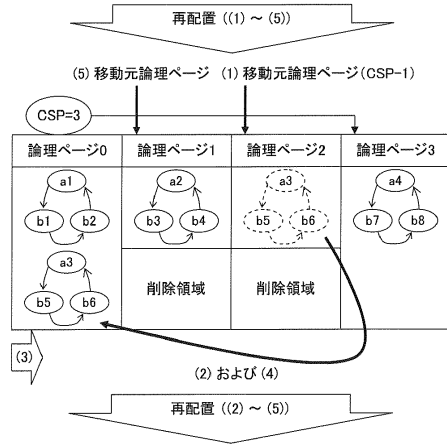 再配置 ((1) ~ (5))
(5) 移動元論理ページ (1) 移動元論理ページ(CSP-1)
CSP=3
論理ページ0 論理ページ1 論理ページ2 論理ページ3
a1 a2 a3 a4
b1 b2 b3 b4 b5 b6 b7 b8
a3
b5 b6 削除領域 削除領域
(3)
(2) および (4)
再配置 ((2) ~ (5))